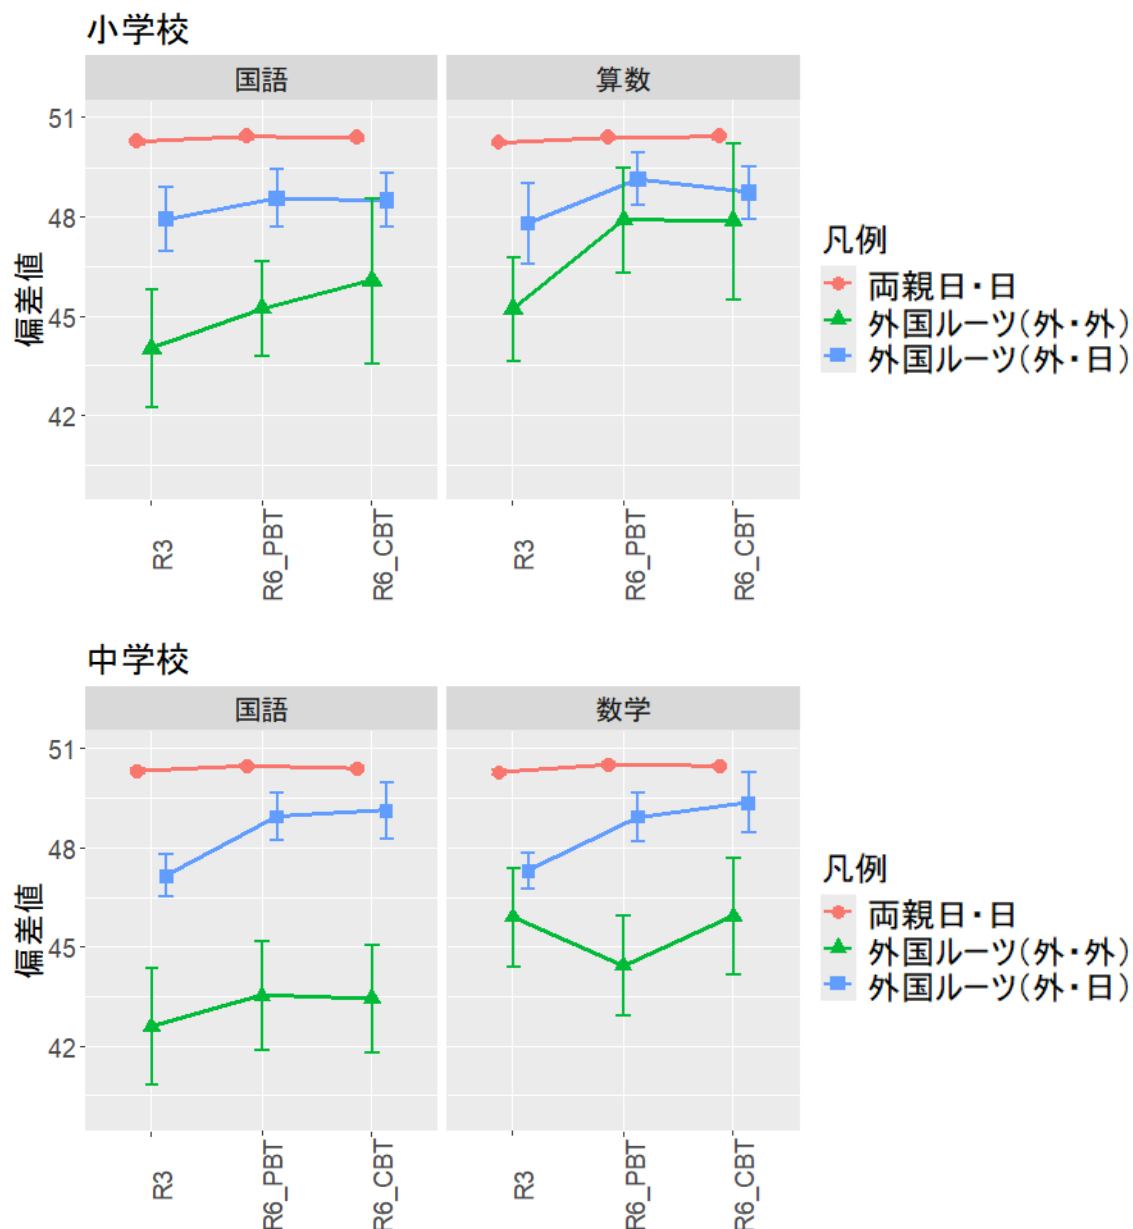 小学校
国語
算数
偏差値
51
48
45
42
R3
R6_PBT
R6_CBT
R3
R6_PBT
R6_CBT
凡例
両親日・日
外国ルーツ(外・外)
外国ルーツ(外・日)
中学校
国語
数学
偏差値
51
48
45
42
R3
R6_PBT
R6_CBT
R3
R6_PBT
R6_CBT
凡例
両親日・日
外国ルーツ(外・外)
外国ルーツ(外・日)